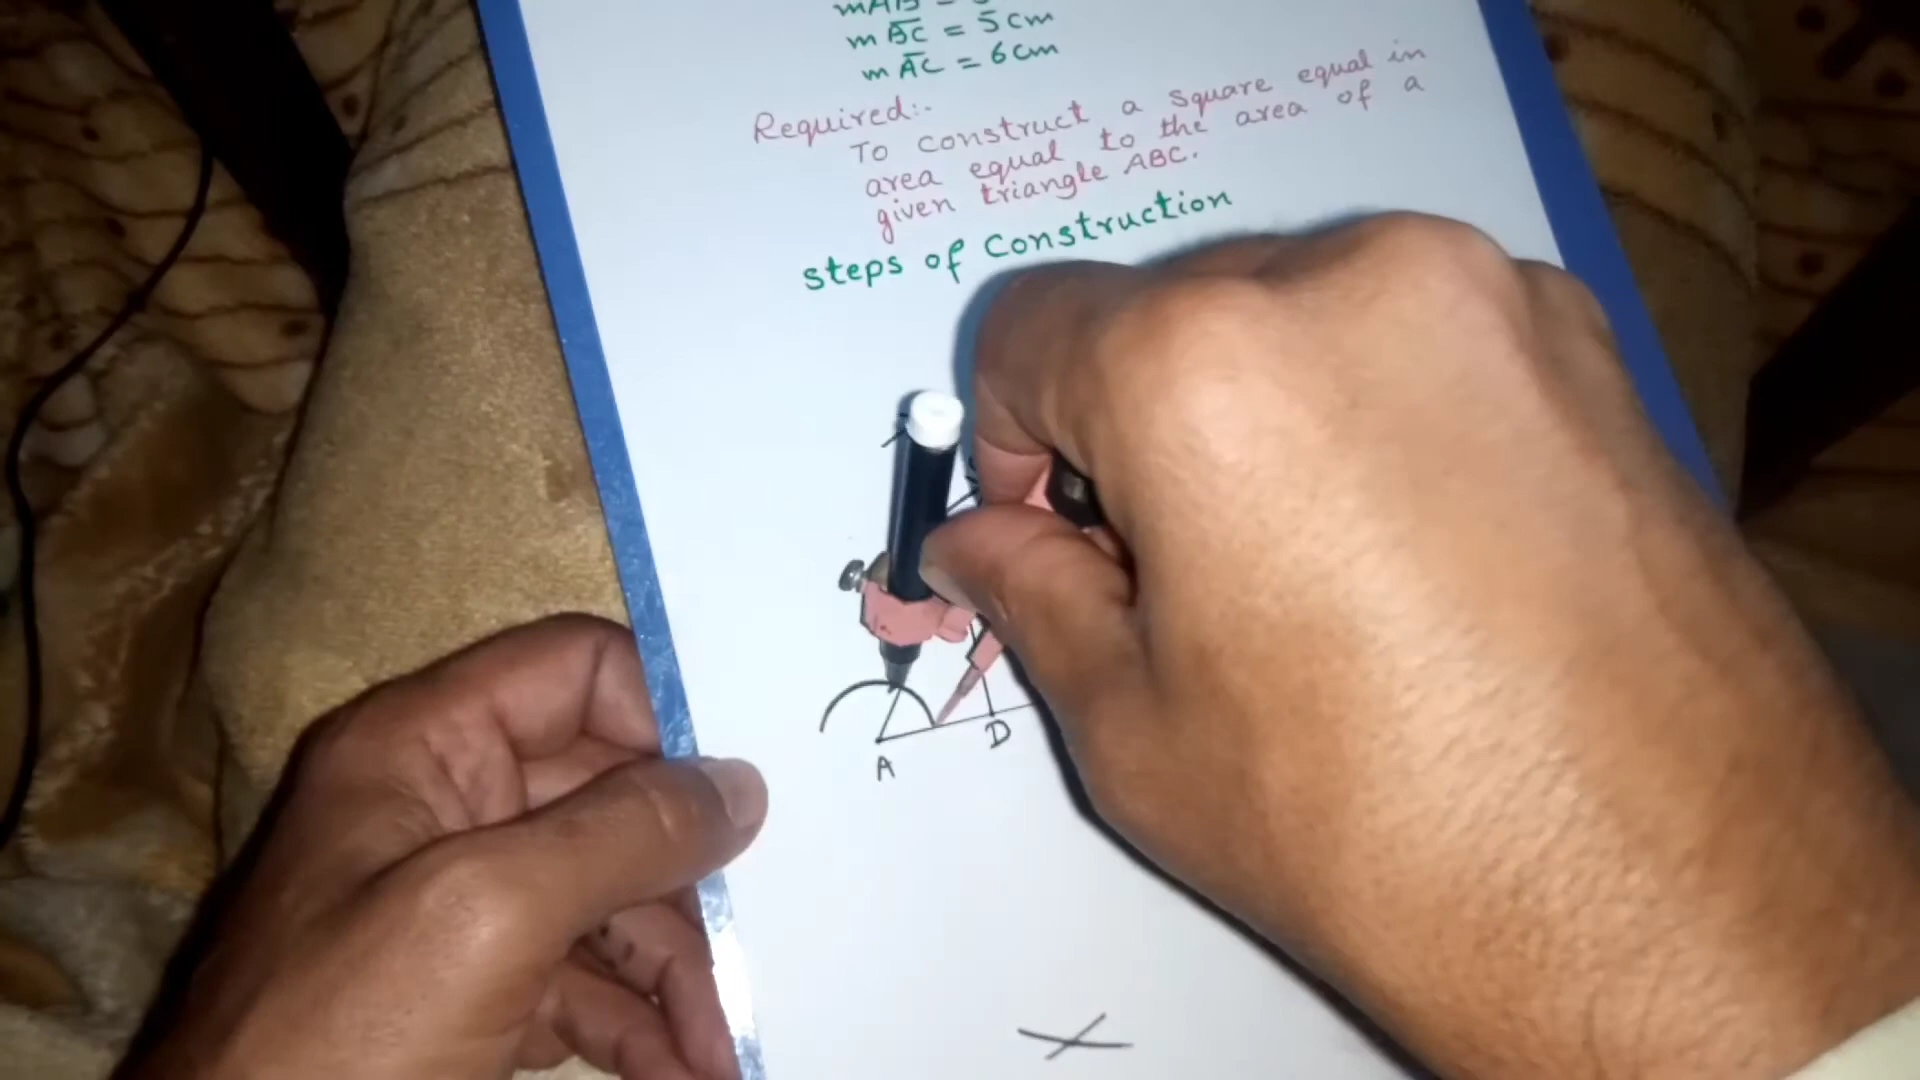 m BC = 5cm
m AC = 6cm
Required:-
To construct a square equal in
area equal to the area of a
given triangle ABC.
steps of construction
D
A